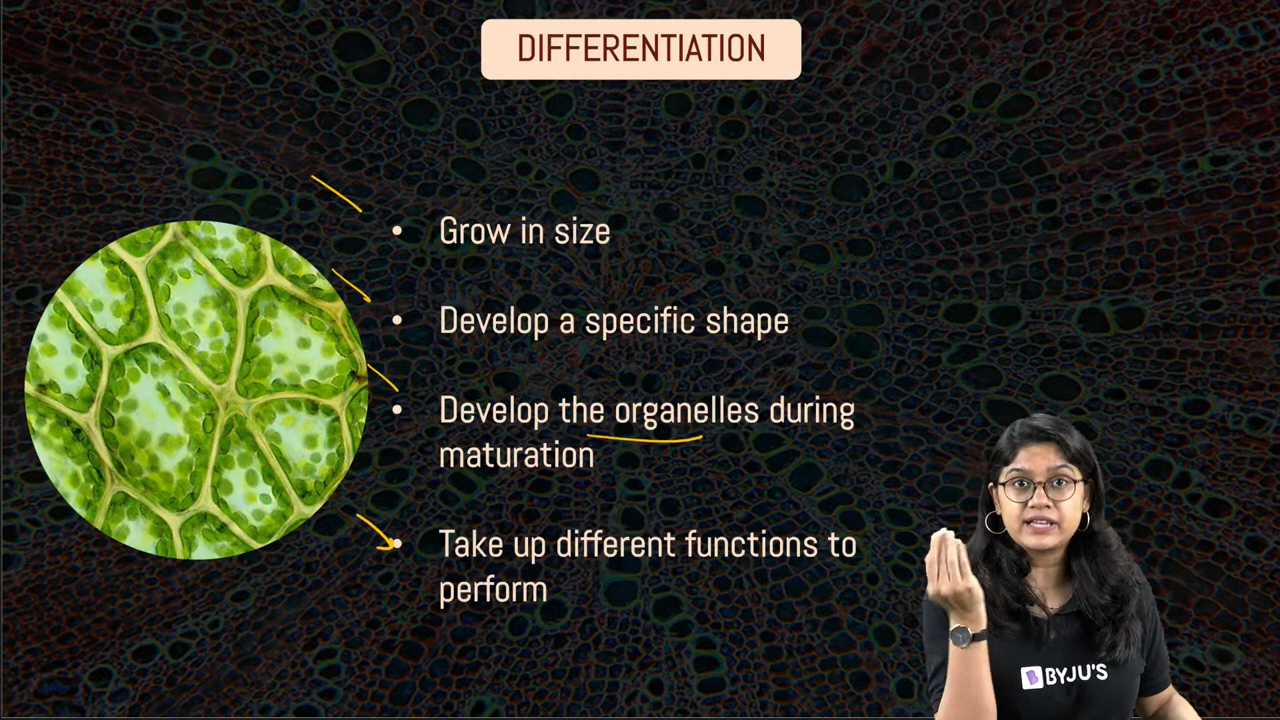 DIFFERENTIATION
• Grow in size
• Develop a specific shape
• Develop the organelles during
maturation
• Take up different functions to
perform
BYJU'S